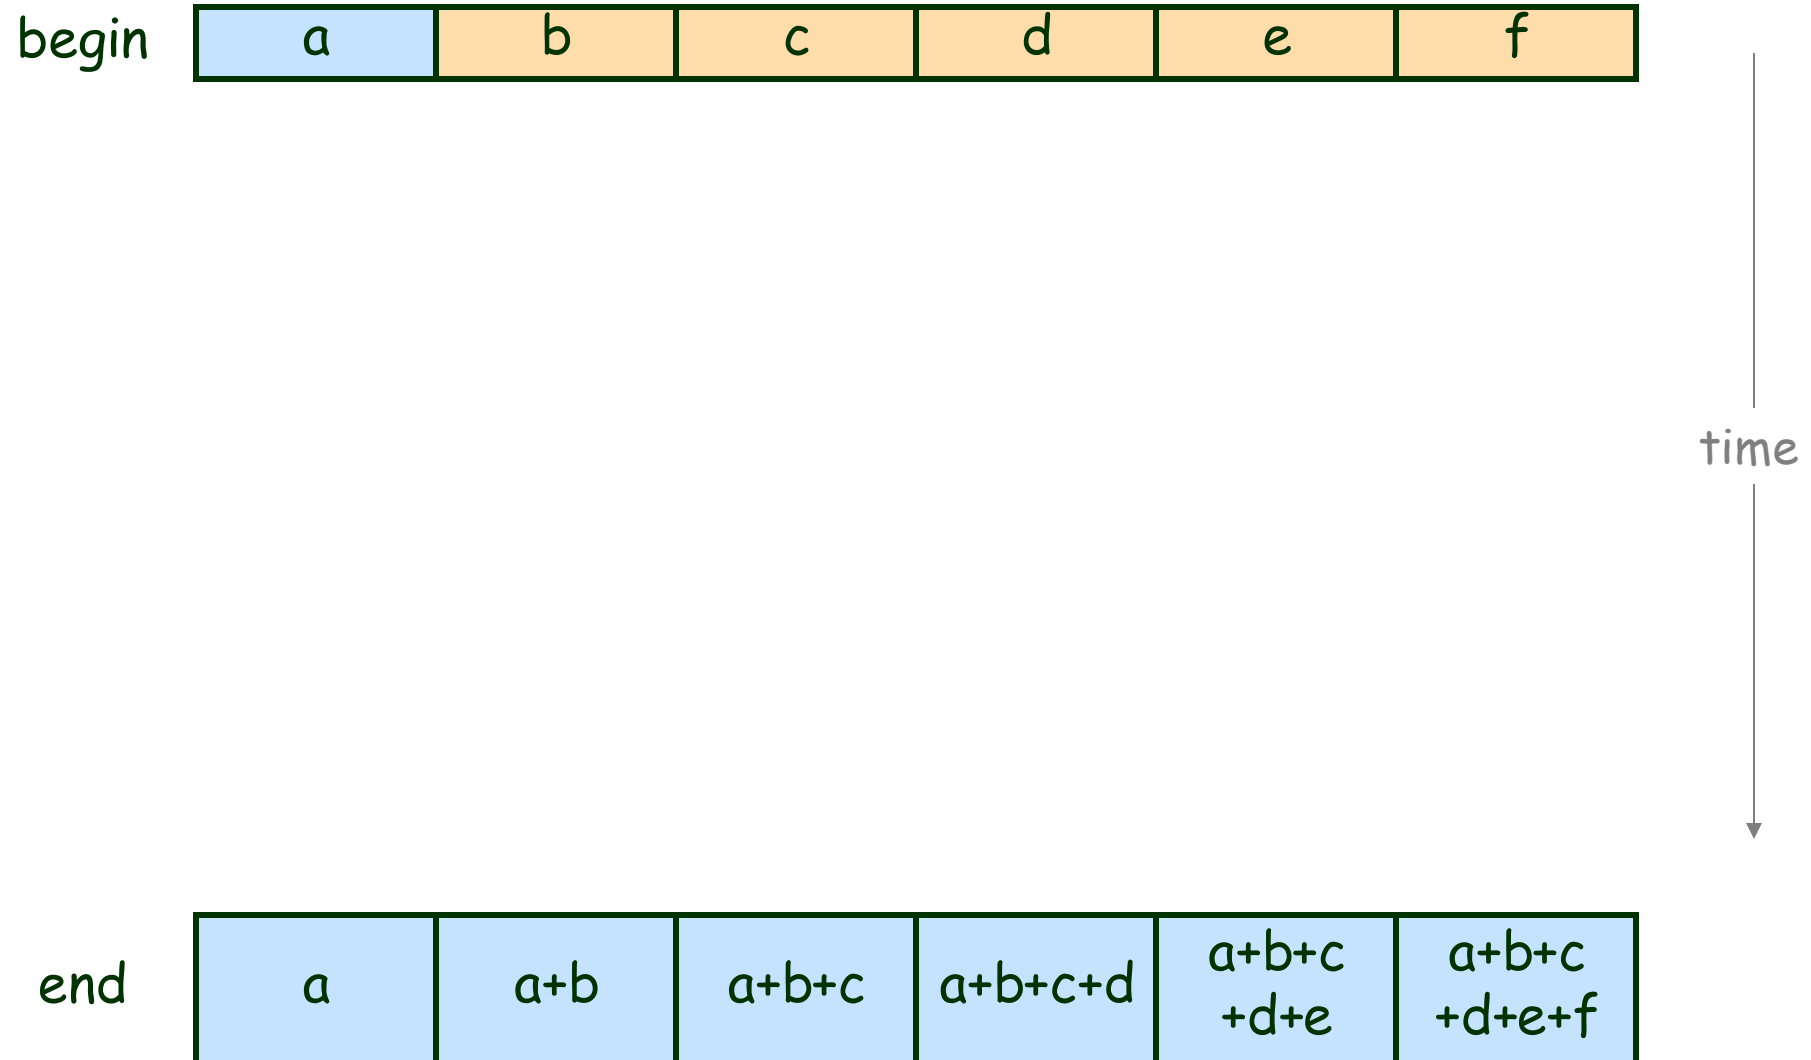 begin a b c d e f
time
end a a+b a+b+c a+b+c+d a+b+c a+b+c
+d+e +d+e+f